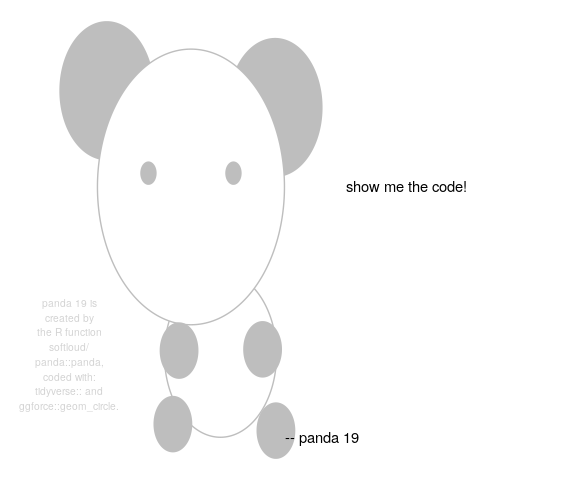 show me the code!
panda 19 is
created by
the R function
softloud/
panda::panda,
coded with:
tidyverse:: and
ggforce::geom_circle.
-- panda 19